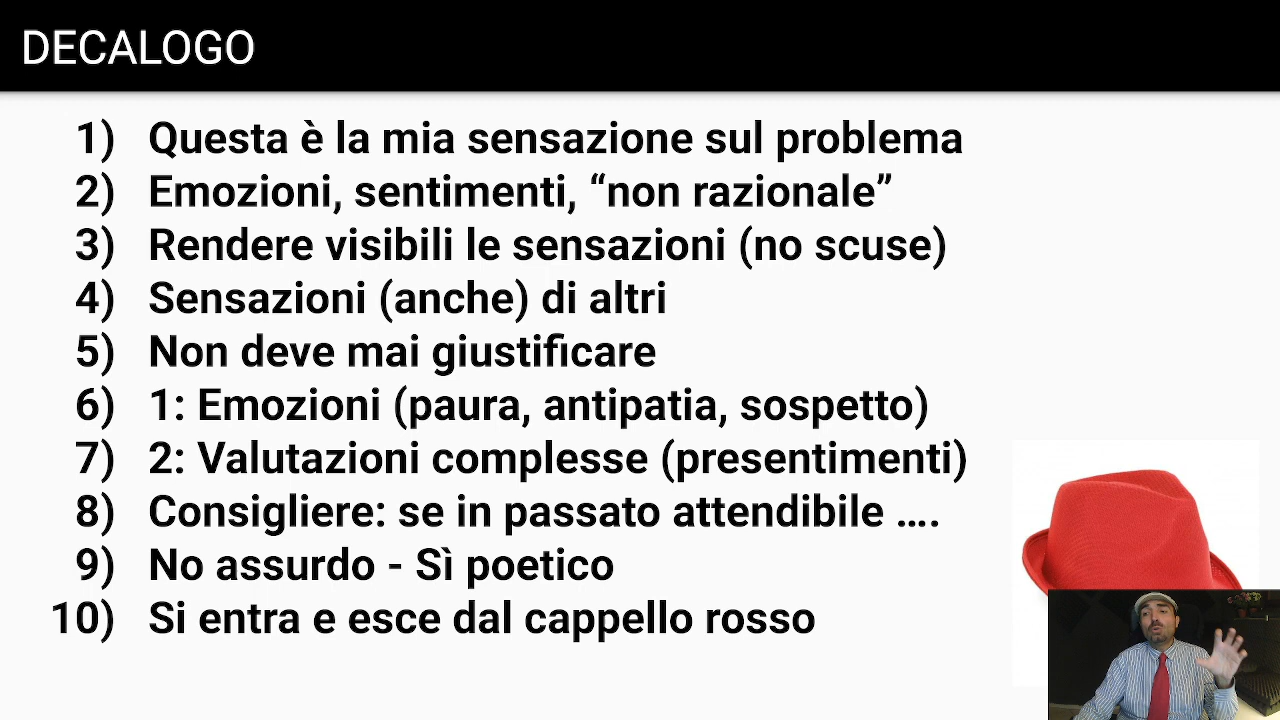 DECALOGO
1) Questa è la mia sensazione sul problema
2) Emozioni, sentimenti, “non razionale”
3) Rendere visibili le sensazioni (no scuse)
4) Sensazioni (anche) di altri
5) Non deve mai giustificare
6) 1: Emozioni (paura, antipatia, sospetto)
7) 2: Valutazioni complesse (presentimenti)
8) Consigliere: se in passato attendibile ....
9) No assurdo - Sì poetico
10) Si entra e esce dal cappello rosso